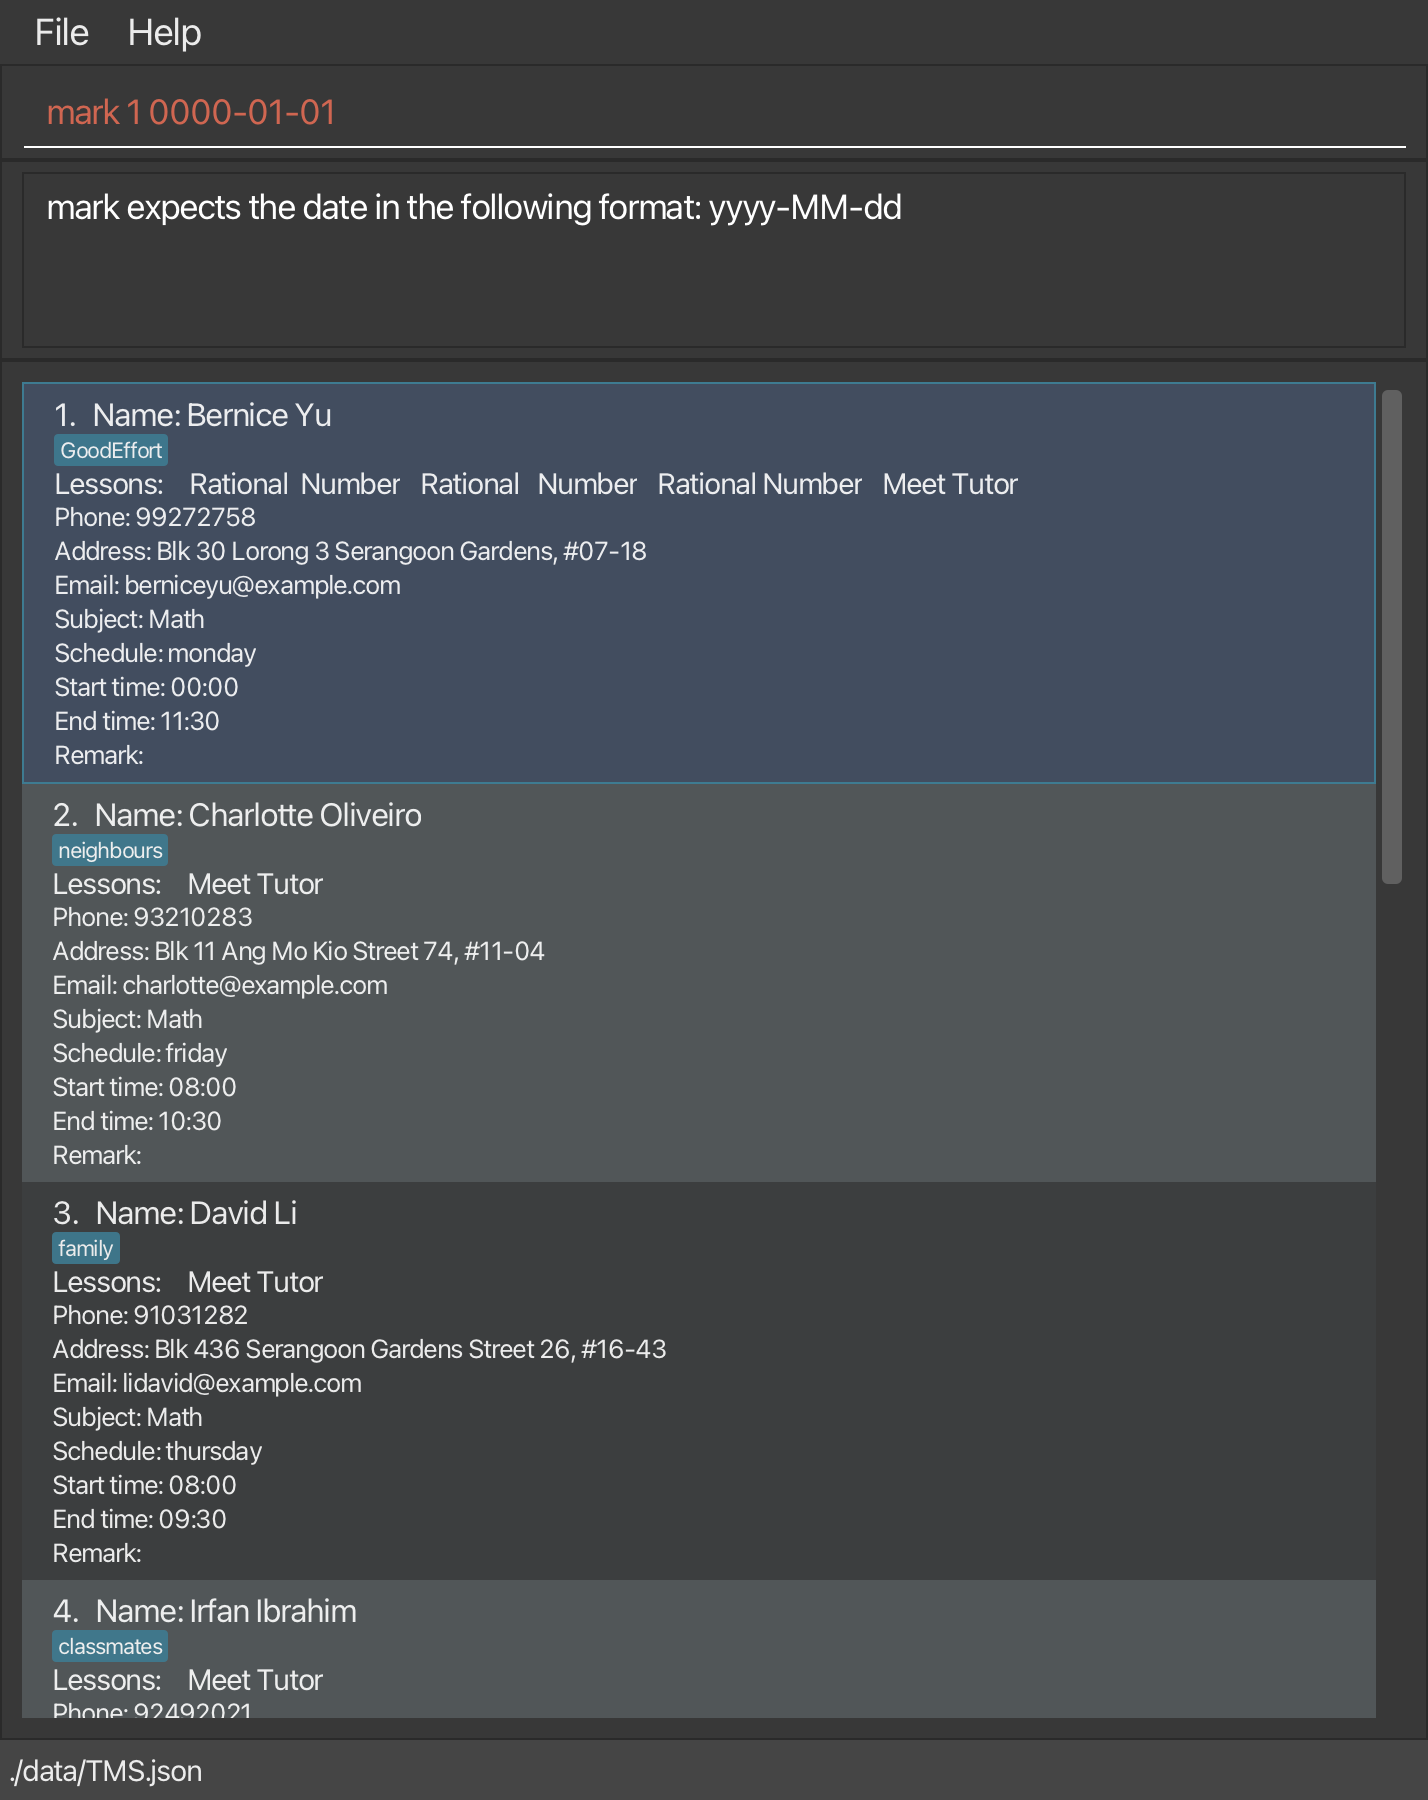 File Help
mark 1 0000-01-01
mark expects the date in the following format: yyyy-MM-dd
1. Name: Bernice Yu
GoodEffort
Lessons: Rational Number Rational Number Rational Number Meet Tutor
Phone: 99272758
Address: Blk 30 Lorong 3 Serangoon Gardens, #07-18
Email: berniceyu@example.com
Subject: Math
Schedule: monday
Start time: 00:00
End time: 11:30
Remark:
2. Name: Charlotte Oliveiro
neighbours
Lessons: Meet Tutor
Phone: 93210283
Address: Blk 11 Ang Mo Kio Street 74, #11-04
Email: charlotte@example.com
Subject: Math
Schedule: friday
Start time: 08:00
End time: 10:30
Remark:
3. Name: David Li
family
Lessons: Meet Tutor
Phone: 91031282
Address: Blk 436 Serangoon Gardens Street 26, #16-43
Email: lidavid@example.com
Subject: Math
Schedule: thursday
Start time: 08:00
End time: 09:30
Remark:
4. Name: Irfan Ibrahim
classmates
Lessons: Meet Tutor
Phone: 92492021
./data/TMS.json